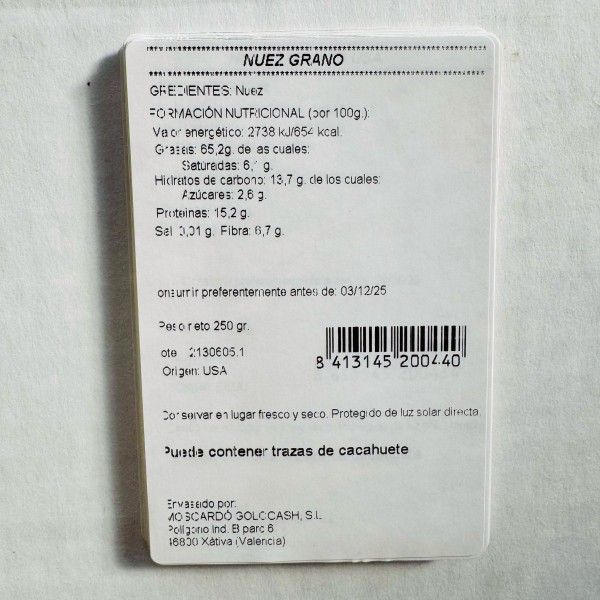 NUEZ GRANO
GREDIENTES: Nuez
FORMACIÓN NUTRICIONAL (por 100g.):
Valor energético: 2738 kJ/654 kcal.
Grasas: 65,2g. de las cuales:
Saturadas: 6,1 g.
Hidratos de carbono: 13,7 g. de los cuales:
Azúcares: 2,6 g.
Proteinas: 15,2 g.
Sal 0,01 g. Fibra: 6,7 g.
onsumir preferentemente antes de: 03/12/25
Peso neto 250 gr.
ote 2130605.1
Origen: USA
8 413145 200440
Conservar en lugar fresco y seco. Protegido de luz solar directa.
Puede contener trazas de cacahuete
Envasado por:
MOSCARDÓ GOLOCASH, S.L.
Polígono Ind. B parc 6
46800 Xàtiva (Valencia)